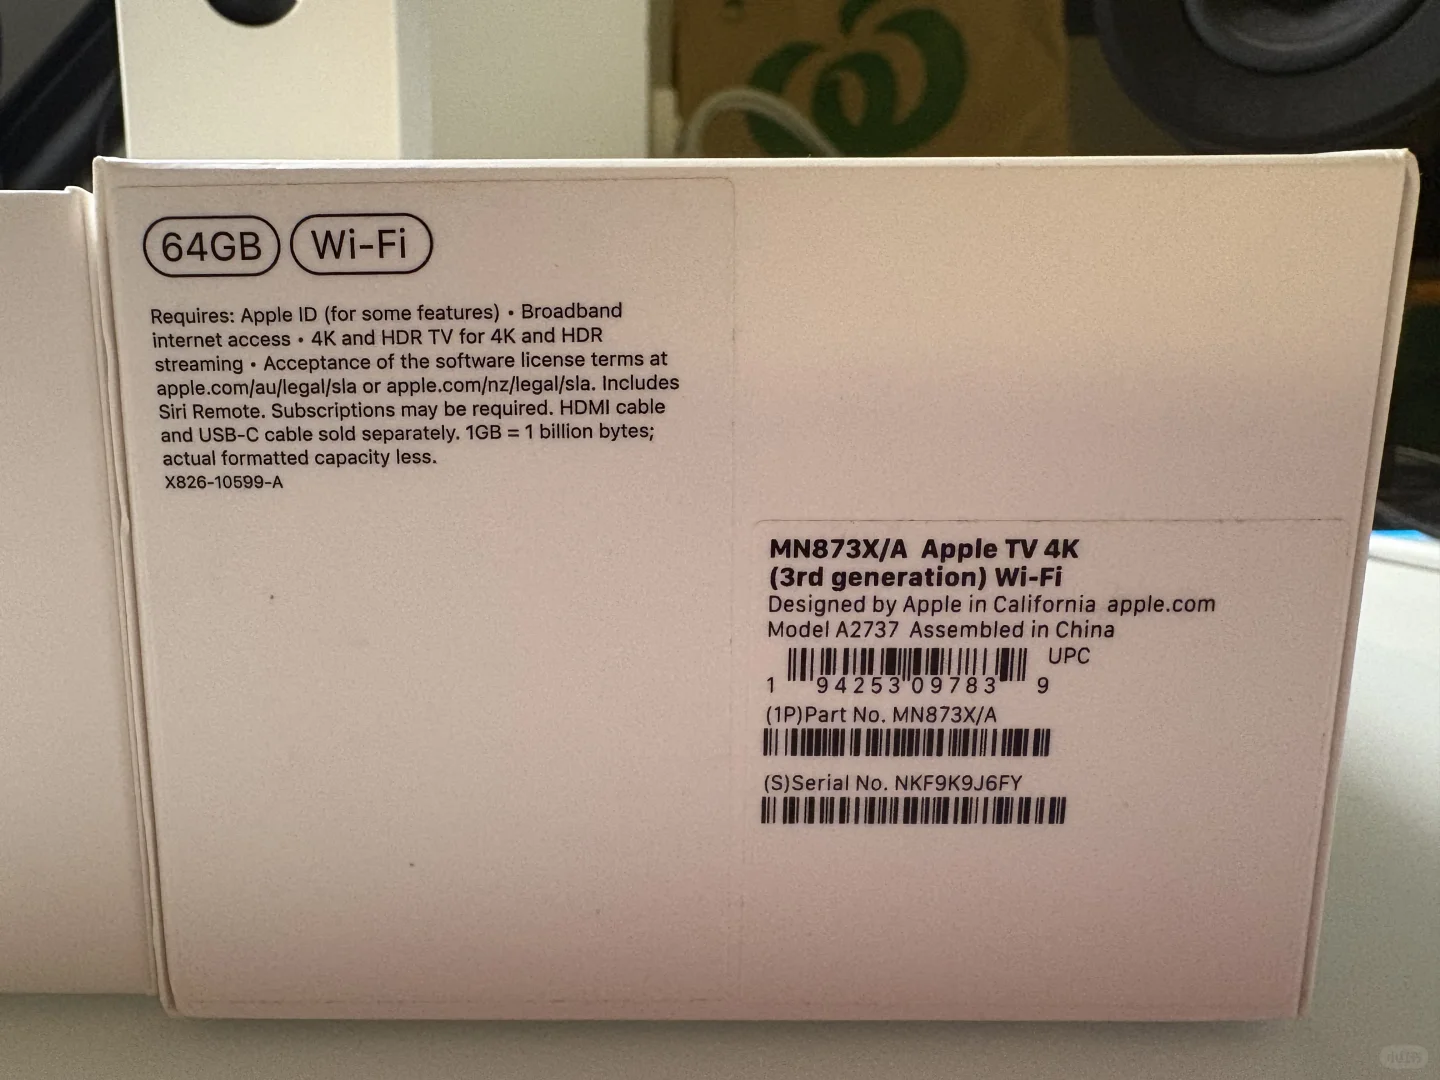 64GB Wi-Fi
Requires: Apple ID (for some features) • Broadband
internet access • 4K and HDR TV for 4K and HDR
streaming • Acceptance of the software license terms at
apple.com/au/legal/sla or apple.com/nz/legal/sla. Includes
Siri Remote. Subscriptions may be required. HDMI cable
and USB-C cable sold separately. 1GB = 1 billion bytes;
actual formatted capacity less.
X826-10599-A
MN873X/A Apple TV 4K
(3rd generation) Wi-Fi
Designed by Apple in California apple.com
Model A2737 Assembled in China
UPC
1 94253 09783 9
(1P)Part No. MN873X/A
(S)Serial No. NKF9K9J6FY
小红书